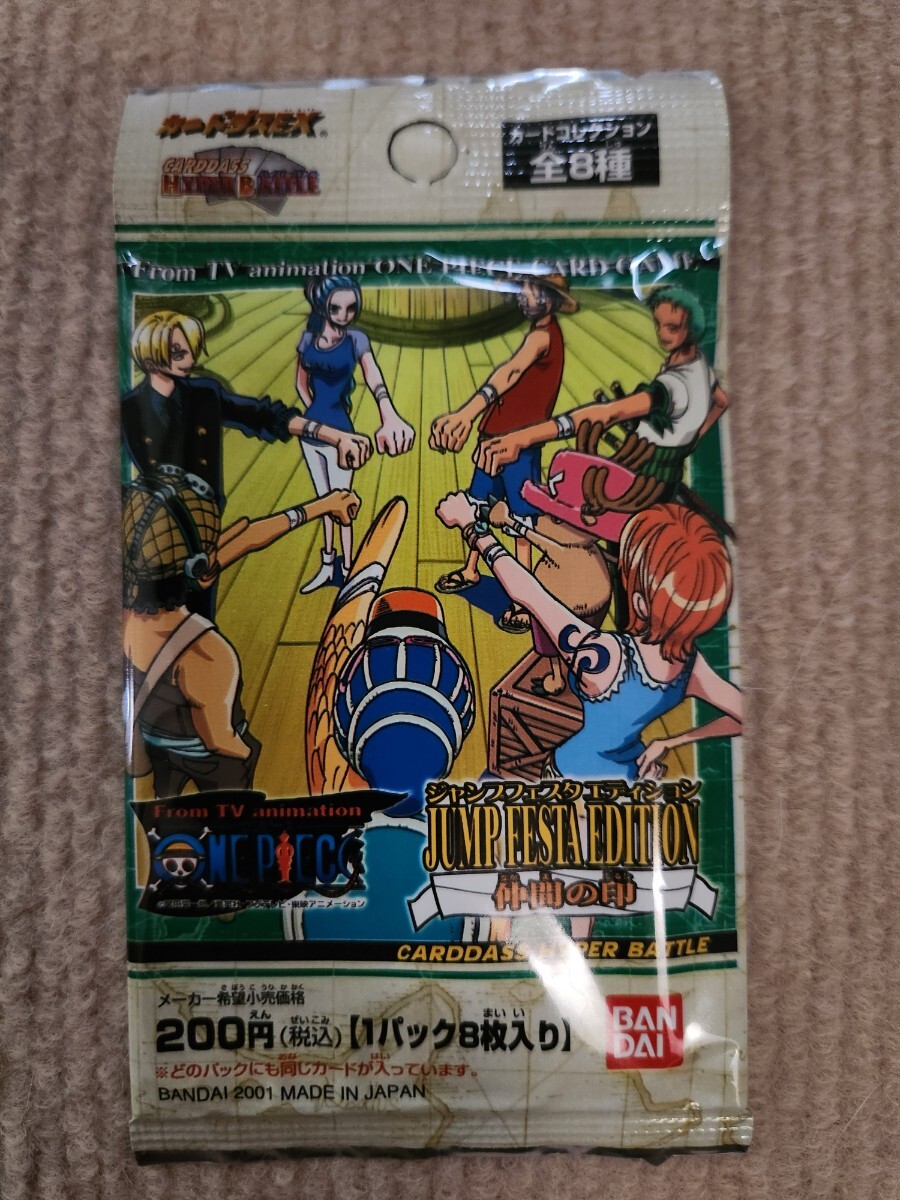 カードダスEX®
CARDDASS
HYPER BATTLE
カードコレクション
全8種
From TV animation ONE PIECE CARD GAME
From TV animation
ONE PIECE
ジャンプフェスタ エディション
JUMP FESTA EDITION
仲間の印
CARDDASS HYPER BATTLE
メーカー希望小売価格
200円(税込)【1パック8枚入り】
BAN
DAI
※どのパックにも同じカードが入っています。
BANDAI 2001 MADE IN JAPAN